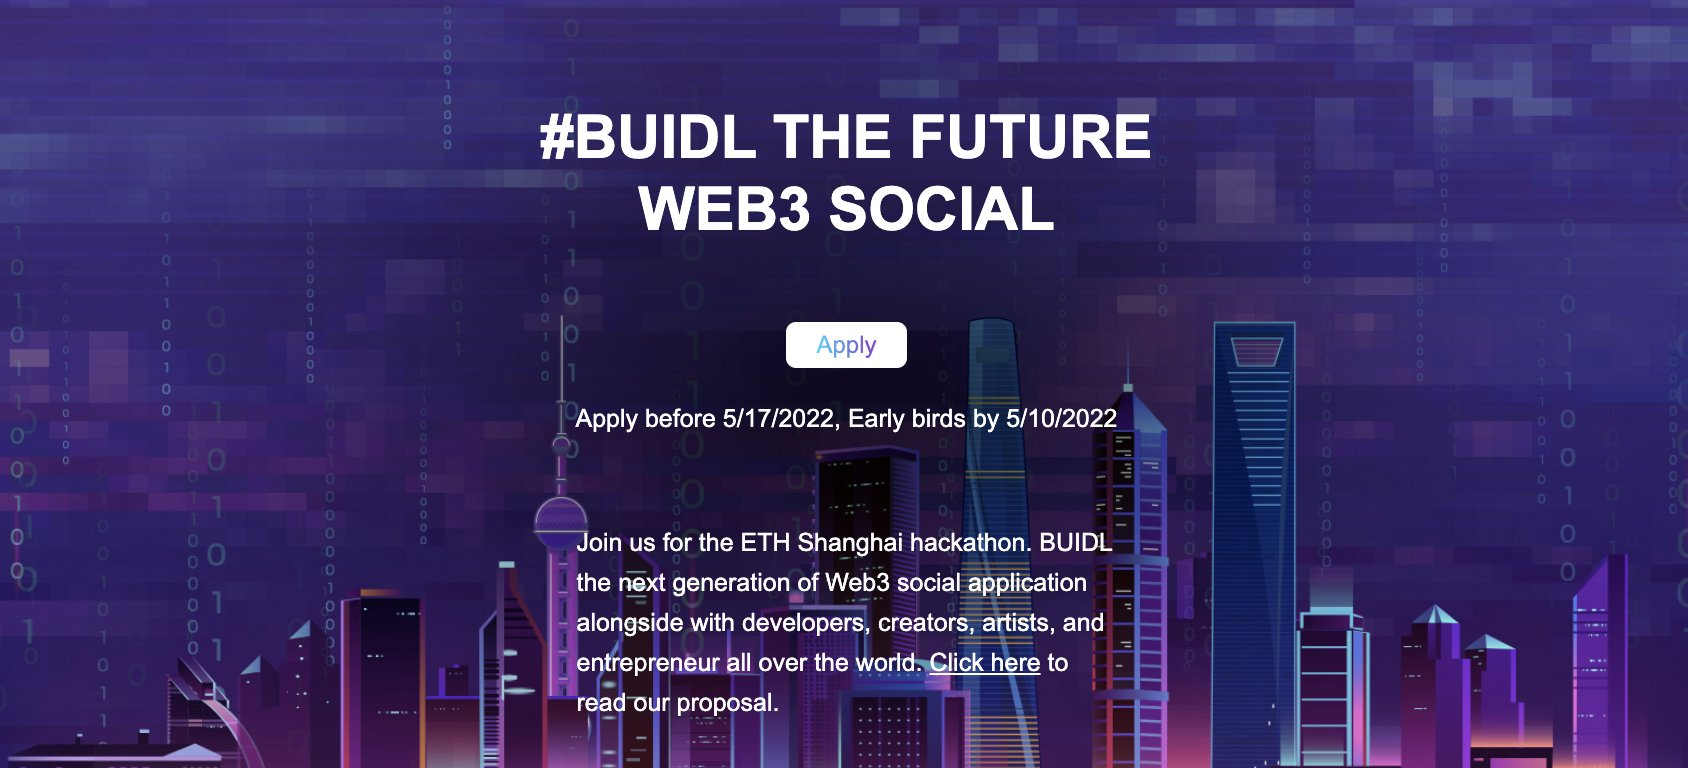 #BUIDL THE FUTURE
WEB3 SOCIAL
Apply
Apply before 5/17/2022, Early birds by 5/10/2022
Join us for the ETH Shanghai hackathon. BUIDL
the next generation of Web3 social application
alongside with developers, creators, artists, and
entrepreneur all over the world. Click here to
read our proposal.